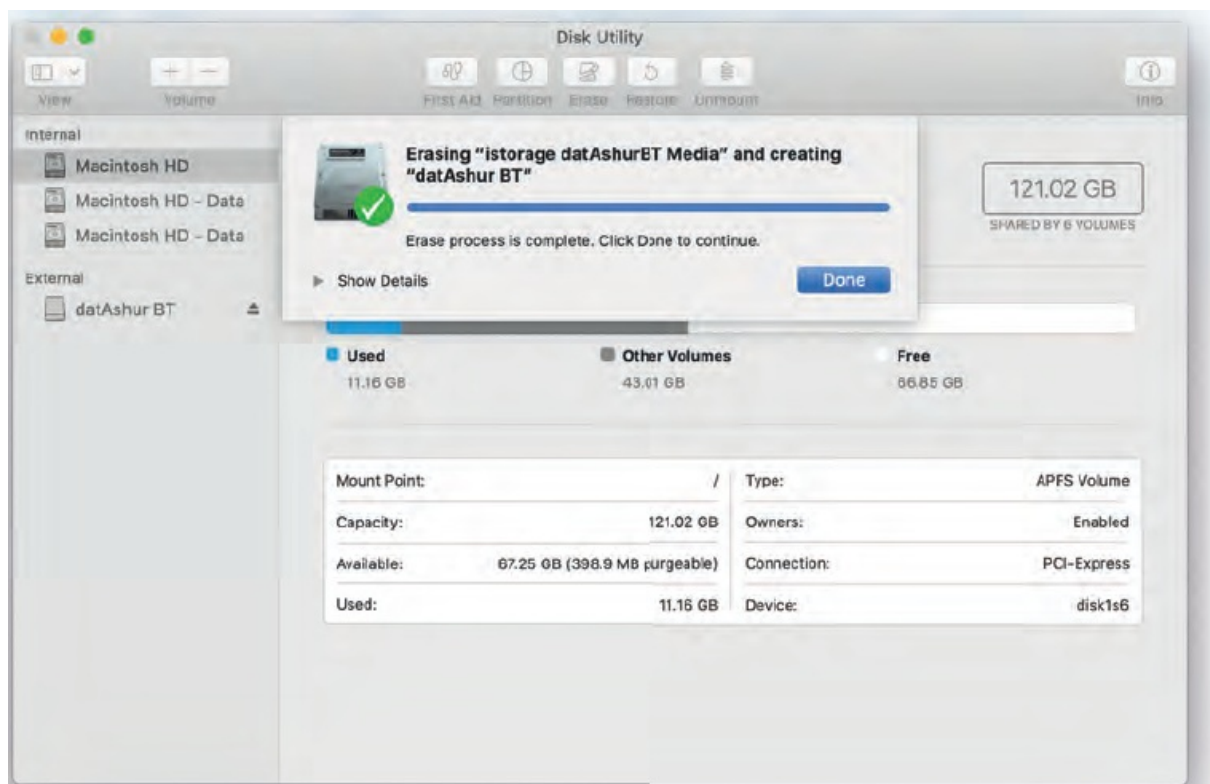 Disk Utility
View
Volume
First Aid
Partition
Erase
Restore
Unmount
Info
Internal
Macintosh HD
Macintosh HD - Data
Macintosh HD - Data
External
datAshur BT
Erasing "istorage datAshurBT Media" and creating
"datAshur BT"
Erase process is complete. Click Done to continue.
Show Details
Done
121.02 GB
SHARED BY 6 VOLUMES
Used
11.16 GB
Other Volumes
43.01 GB
Free
66.85 GB
Mount Point:
/
Type:
APFS Volume
Capacity:
121.02 GB
Owners:
Enabled
Available:
67.25 GB (398.9 MB purgeable)
Connection:
PCI-Express
Used:
11.16 GB
Device:
disk1s6